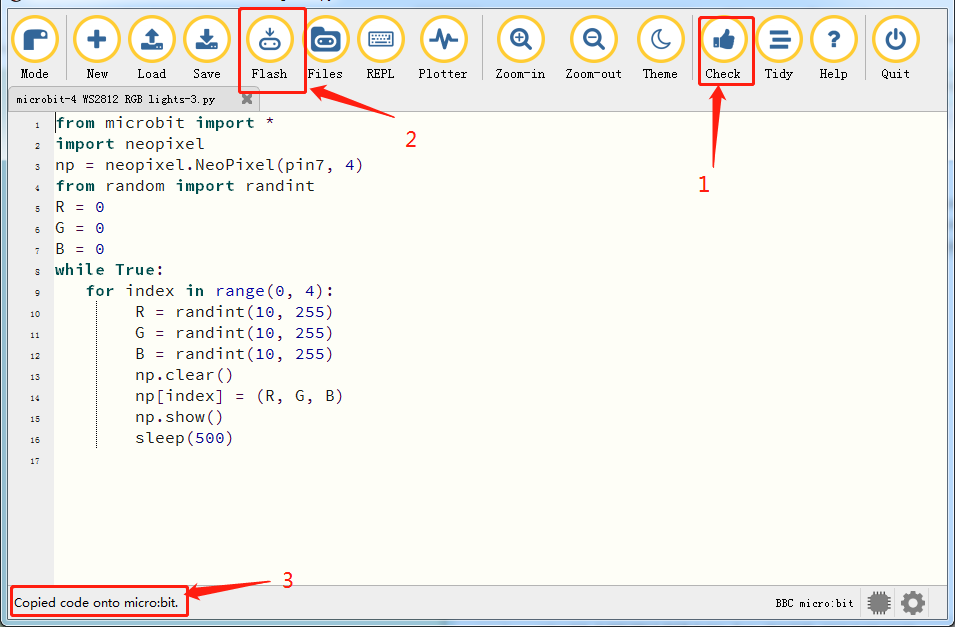 Mode New Load Save Flash Files REPL Plotter Zoom-in Zoom-out Theme Check Tidy Help Quit
microbit-4 WS2812 RGB lights-3.py
2
1
1 from microbit import *
2 import neopixel
3 np = neopixel.NeoPixel(pin7, 4)
4 from random import randint
5 R = 0
6 G = 0
7 B = 0
8 while True:
9 for index in range(0, 4):
10 R = randint(10, 255)
11 G = randint(10, 255)
12 B = randint(10, 255)
13 np.clear()
14 np[index] = (R, G, B)
15 np.show()
16 sleep(500)
17
3
Copied code onto micro:bit. BBC micro:bit